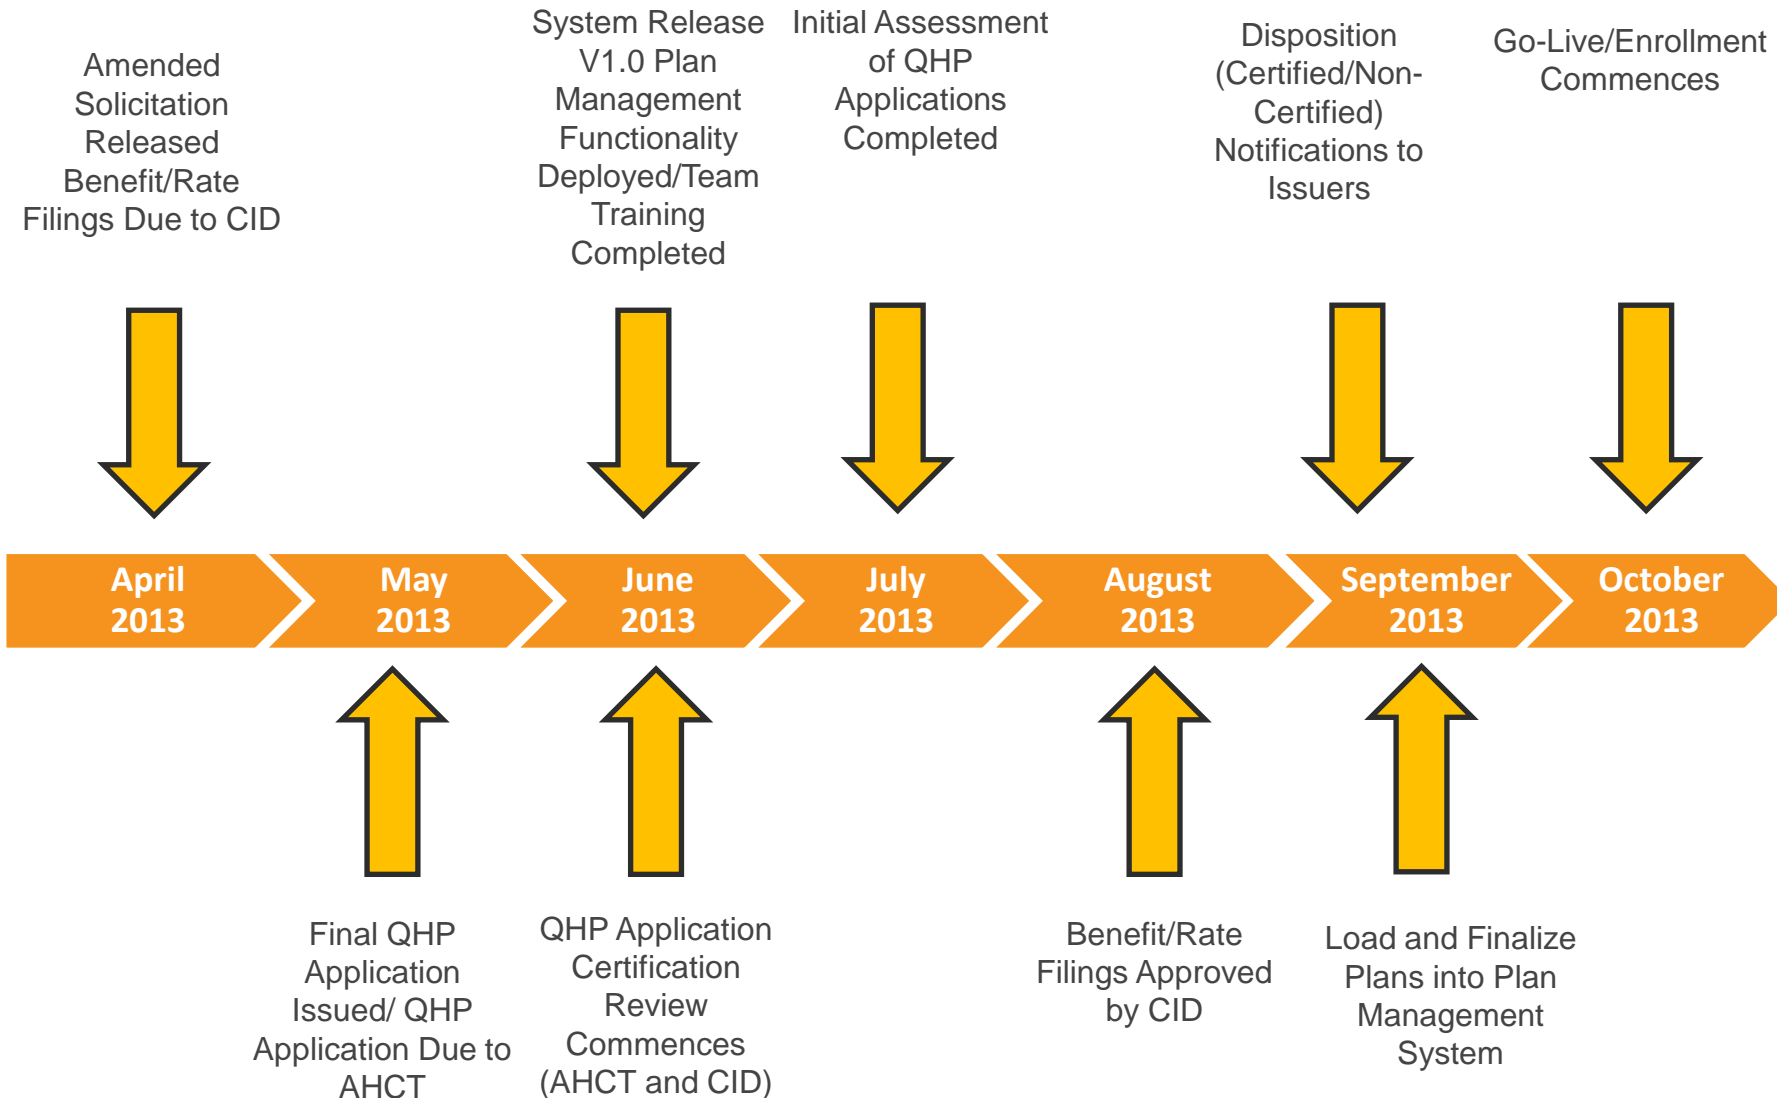 Amended
Solicitation
Released
Benefit/Rate
Filings Due to CID
System Release
V1.0 Plan
Management
Functionality
Deployed/Team
Training
Completed
Initial Assessment
of QHP
Applications
Completed
Disposition
(Certified/Non-
Certified)
Notifications to
Issuers
Go-Live/Enrollment
Commences
April
2013
May
2013
June
2013
July
2013
August
2013
September
2013
October
2013
Final QHP
Application
Issued/ QHP
Application Due to
AHCT
QHP Application
Certification
Review
Commences
(AHCT and CID)
Benefit/Rate
Filings Approved
by CID
Load and Finalize
Plans into Plan
Management
System